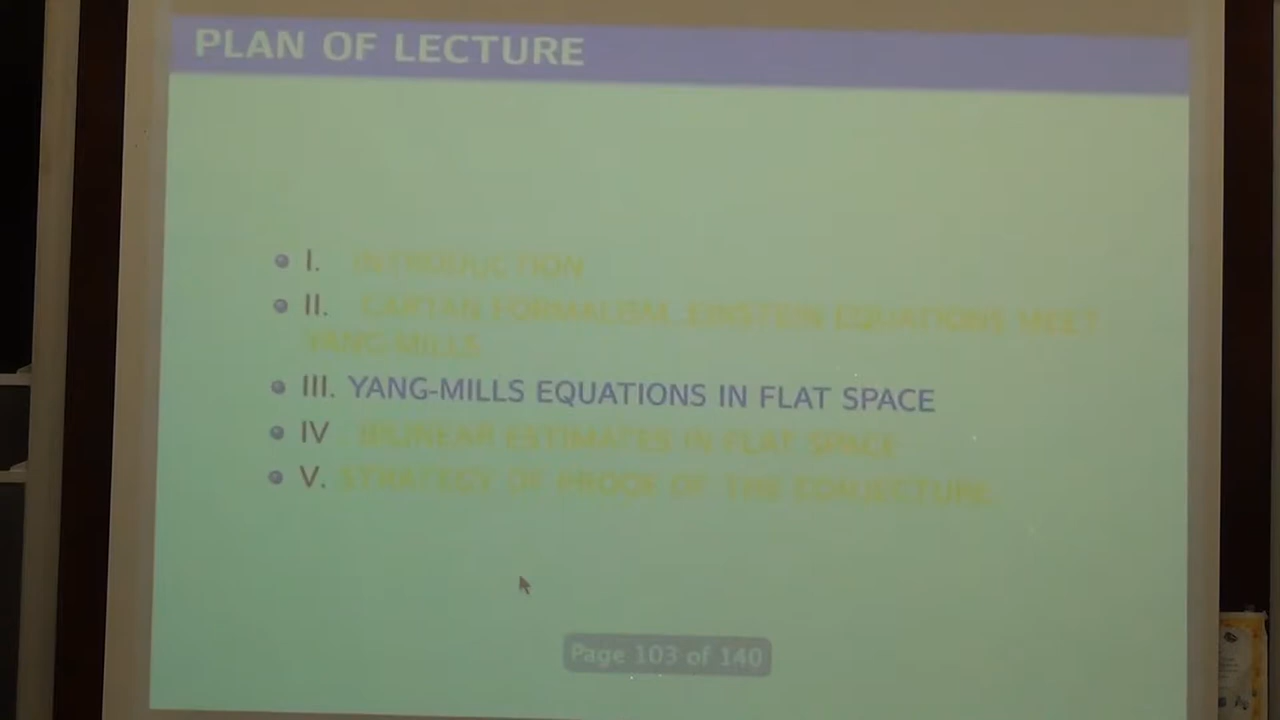 PLAN OF LECTURE
I. INTRODUCTION
II. CARTAN FORMALISM. EINSTEIN EQUATIONS MEET
YANG-MILLS
III. YANG-MILLS EQUATIONS IN FLAT SPACE
IV BILINEAR ESTIMATES IN FLAT SPACE
V. STRATEGY OF PROOF OF THE CONJECTURE.
Page 103 of 140